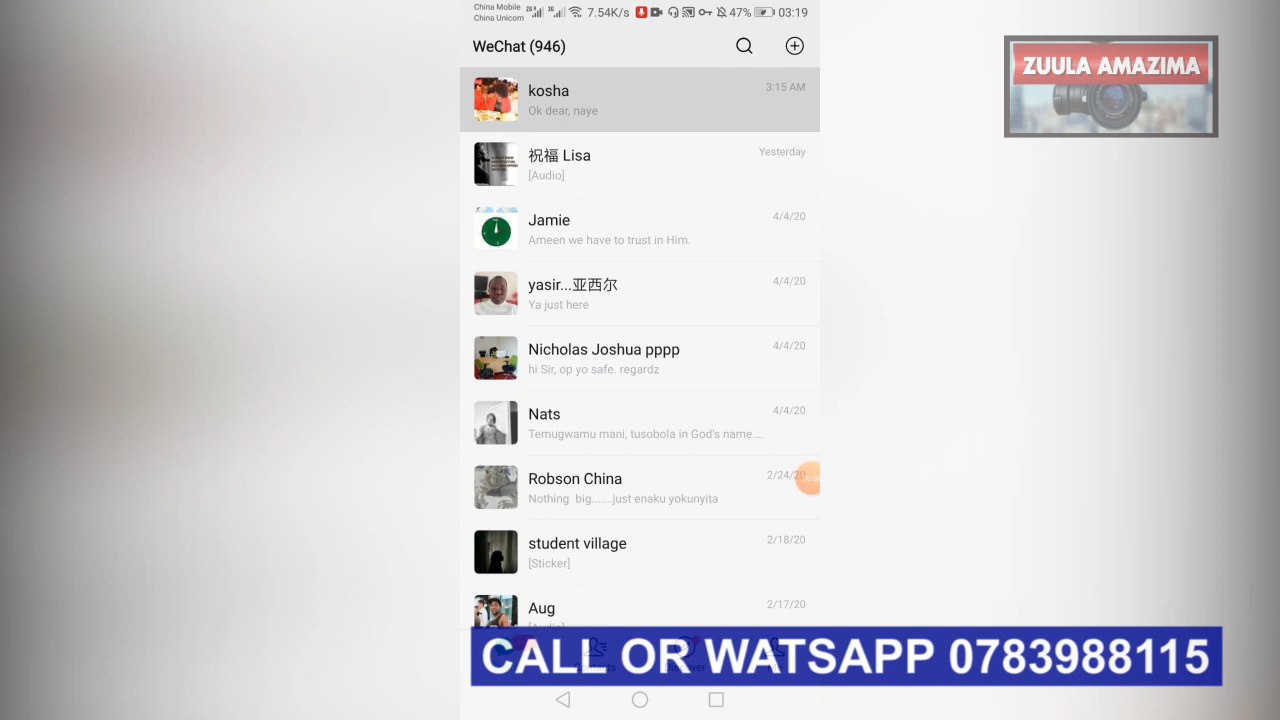 China Mobile
China Unicom
2G 3G 7.54K/s 47% 03:19
WeChat (946)
ZUULA AMAZIMA
kosha
3:15 AM
Ok dear, naye
祝福 Lisa
Yesterday
[Audio]
Jamie
4/4/20
Ameen we have to trust in Him.
yasir...亚西尔
4/4/20
Ya just here
Nicholas Joshua pppp
4/4/20
hi Sir, op yo safe. regardz
Nats
4/4/20
Temugwamu mani, tusobola in God's name....
Robson China
2/24/20
Nothing big.......just enaku yokunyita
student village
2/18/20
[Sticker]
Aug
2/17/20
[Audio]
CALL OR WATSAPP 0783988115